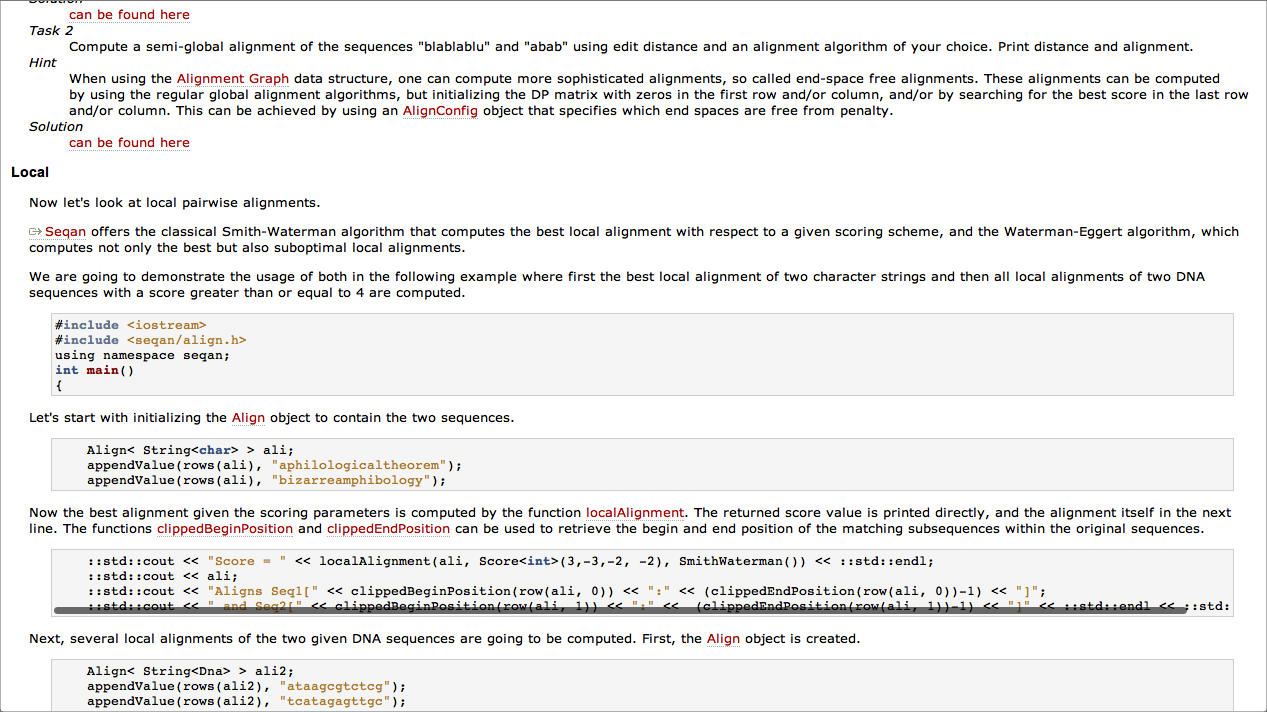 Solution
can be found here
Task 2
Compute a semi-global alignment of the sequences "blablablu" and "abab" using edit distance and an alignment algorithm of your choice. Print distance and alignment.
Hint
When using the Alignment Graph data structure, one can compute more sophisticated alignments, so called end-space free alignments. These alignments can be computed
by using the regular global alignment algorithms, but initializing the DP matrix with zeros in the first row and/or column, and/or by searching for the best score in the last row
and/or column. This can be achieved by using an AlignConfig object that specifies which end spaces are free from penalty.
Solution
can be found here
Local
Now let's look at local pairwise alignments.
Seqan offers the classical Smith-Waterman algorithm that computes the best local alignment with respect to a given scoring scheme, and the Waterman-Eggert algorithm, which
computes not only the best but also suboptimal local alignments.
We are going to demonstrate the usage of both in the following example where first the best local alignment of two character strings and then all local alignments of two DNA
sequences with a score greater than or equal to 4 are computed.
#include <iostream>
#include <seqan/align.h>
using namespace seqan;
int main()
{
Let's start with initializing the Align object to contain the two sequences.
Align< String<char> > ali;
appendValue(rows(ali), "aphilologicaltheorem");
appendValue(rows(ali), "bizarreamphibology");
Now the best alignment given the scoring parameters is computed by the function localAlignment. The returned score value is printed directly, and the alignment itself in the next
line. The functions clippedBeginPosition and clippedEndPosition can be used to retrieve the begin and end position of the matching subsequences within the original sequences.
::std::cout << "Score = " << localAlignment(ali, Score<int>(3,-3,-2, -2), SmithWaterman()) << ::std::endl;
::std::cout << ali;
::std::cout << "Aligns Seq1[" << clippedBeginPosition(row(ali, 0)) << ":" << (clippedEndPosition(row(ali, 0))-1) << "]";
::std::cout << " and Seq2[" << clippedBeginPosition(row(ali, 1)) << ":" <<  (clippedEndPosition(row(ali, 1))-1) << "]" << ::std::endl << ::std:
Next, several local alignments of the two given DNA sequences are going to be computed. First, the Align object is created.
Align< String<Dna> > ali2;
appendValue(rows(ali2), "ataagcgtctcg");
appendValue(rows(ali2), "tcatagagttgc");